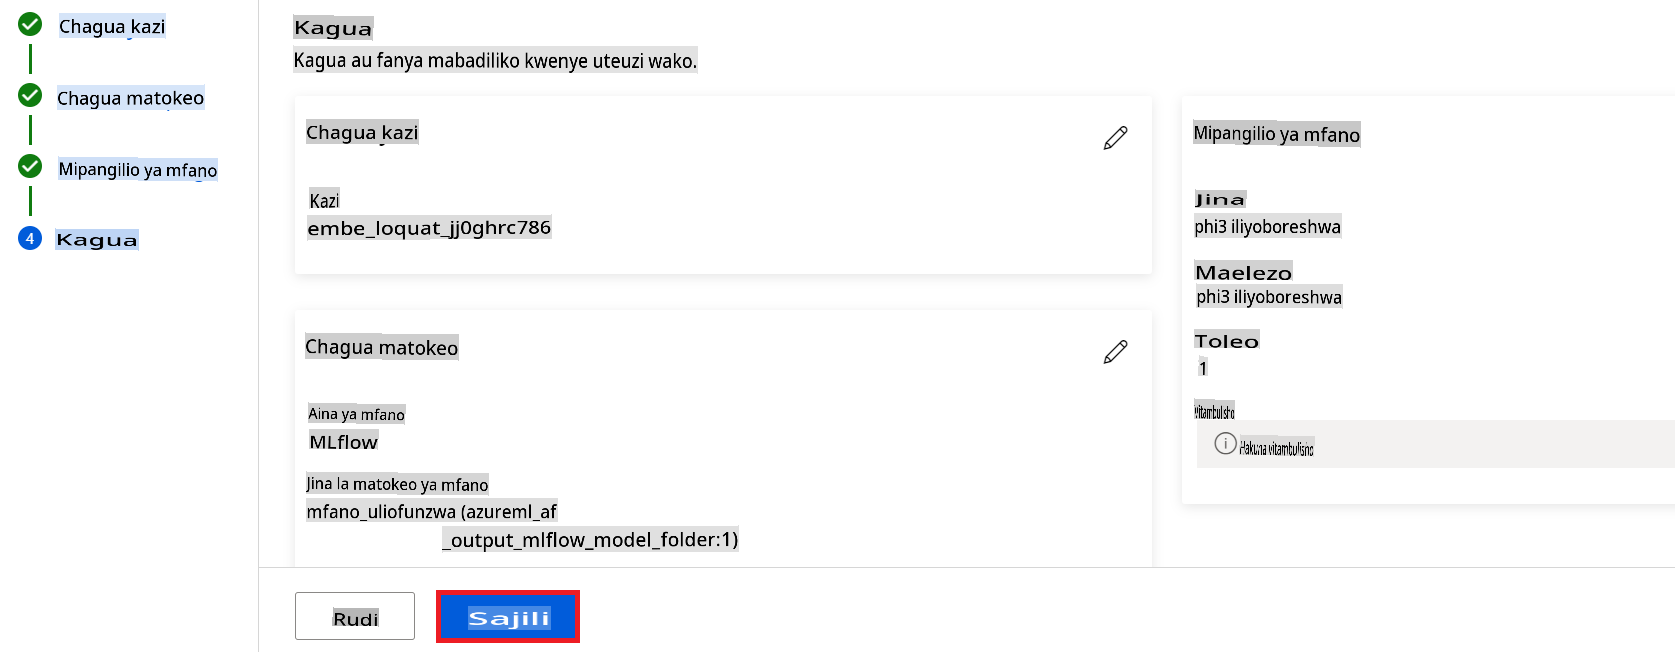 Chagua kazi
Chagua matokeo
Mipangilio ya mfano
4 Kagua
Kagua
Kagua au fanya mabadiliko kwenye uteuzi wako.
Chagua kazi
Kazi
embe_loquat_jj0ghrc786
Chagua matokeo
Aina ya mfano
MLflow
Jina la matokeo ya mfano
mfano_uliofunzwa (azureml_af
_output_mlflow_model_folder:1)
Mipangilio ya mfano
Jina
phi3 iliyoboreshwa
Maelezo
phi3 iliyoboreshwa
Toleo
1
Vitambulisho
Hakuna vitambulisho
Rudi
Sajili